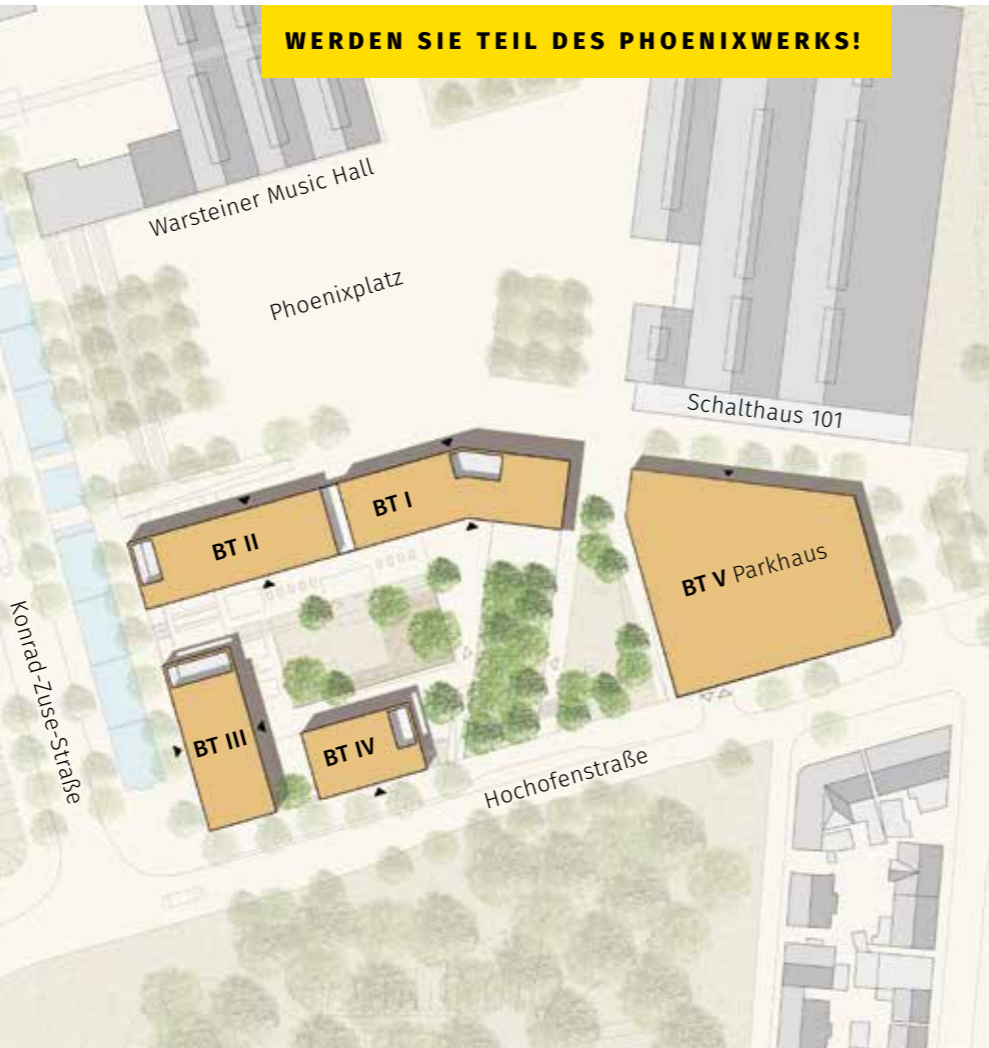 WERDEN SIE TEIL DES PHOENIXWERKS!
Warsteiner Music Hall
Phoenixplatz
Schalthaus 101
BT I
BT II
BT V Parkhaus
Konrad-Zuse-Straße
BT III
BT IV
Hochofenstraße